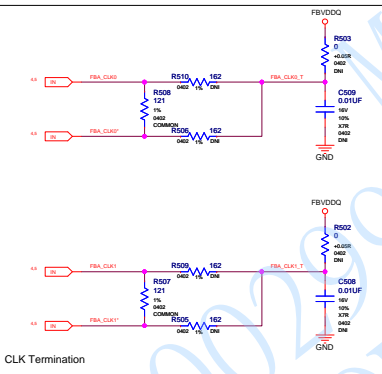 FBVDDQ
R503
0
+0.05R
0402
DNI
4,5 IN FBA_CLK0 R510 162 FBA_CLK0_T
0402 1% DNI
R508
121
1%
0402
COMMON
C509
0.01UF
16V
10%
X7R
0402
DNI
IN FBA_CLK0* R506 162
0402 1% DNI
GND
FBVDDQ
R502
0
+0.05R
0402
DNI
IN FBA_CLK1 R509 162 FBA_CLK1_T
0402 1% DNI
R507
121
1%
0402
COMMON
C508
0.01UF
16V
10%
X7R
0402
DNI
IN FBA_CLK1* R505 162
0402 1% DNI
GND
CLK Termination